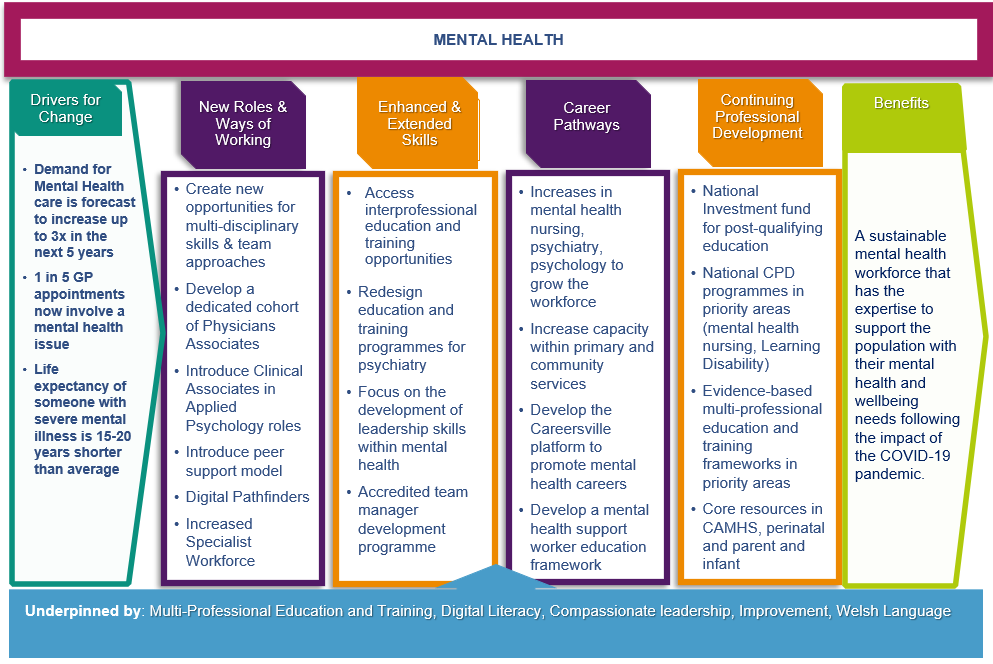 MENTAL HEALTH
Drivers for
Change
• Demand for
Mental Health
care is forecast
to increase up
to 3x in the
next 5 years
• 1 in 5 GP
appointments
now involve a
mental health
issue
• Life
expectancy of
someone with
severe mental
illness is 15-20
years shorter
than average
New Roles &
Ways of
Working
• Create new
opportunities for
multi-disciplinary
skills & team
approaches
• Develop a
dedicated cohort
of Physicians
Associates
• Introduce Clinical
Associates in
Applied
Psychology roles
• Introduce peer
support model
• Digital Pathfinders
• Increased
Specialist
Workforce
Enhanced &
Extended
Skills
• Access
interprofessional
education and
training
opportunities
• Redesign
education and
training
programmes for
psychiatry
• Focus on the
development of
leadership skills
within mental
health
• Accredited team
manager
development
programme
Career
Pathways
• Increases in
mental health
nursing,
psychiatry,
psychology to
grow the
workforce
• Increase capacity
within primary and
community
services
• Develop the
Careersville
platform to
promote mental
health careers
• Develop a mental
health support
worker education
framework
Continuing
Professional
Development
• National
Investment fund
for post-qualifying
education
• National CPD
programmes in
priority areas
(mental health
nursing, Learning
Disability)
• Evidence-based
multi-professional
education and
training
frameworks in
priority areas
• Core resources in
CAMHS, perinatal
and parent and
infant
Benefits
A sustainable
mental health
workforce that
has the
expertise to
support the
population with
their mental
health and
wellbeing
needs following
the impact of
the COVID-19
pandemic.
Underpinned by: Multi-Professional Education and Training, Digital Literacy, Compassionate leadership, Improvement, Welsh Language